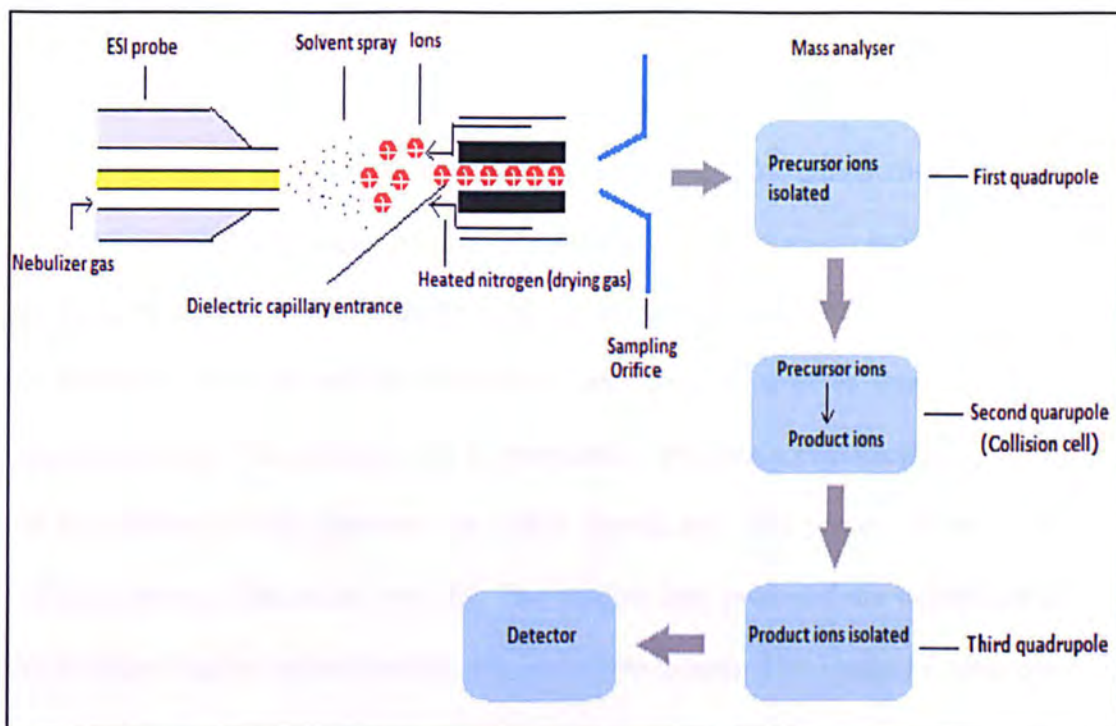 ESI probe
Solvent spray
Ions
Mass analyser
Precursor ions
isolated
First quadrupole
Nebulizer gas
Heated nitrogen (drying gas)
Dielectric capillary entrance
Sampling
Orifice
Precursor ions
Product ions
Second quarupole
(Collision cell)
Detector
Product ions isolated
Third quadrupole